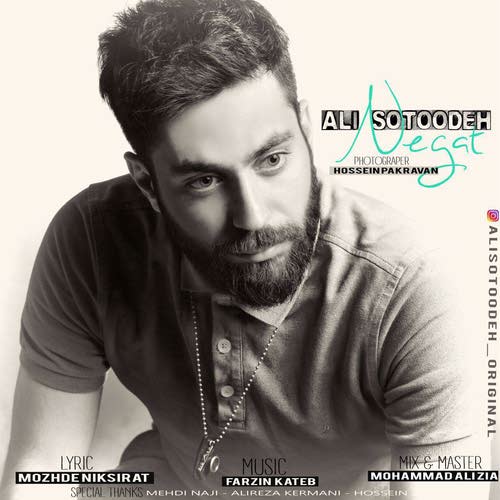 ALI SOTOODEH
Negat
PHOTOGRAPER
HOSSEINPAKRAVAN
ALISOTOODEH_ORIGINAL
LYRIC
MOZHDE NIKSIRAT
MUSIC
FARZIN KATEB
MIX & MASTER
MOHAMMAD ALIZIA
SPECIAL THANKS MEHDI NAJI - ALIREZA KERMANI - HOSSEIN